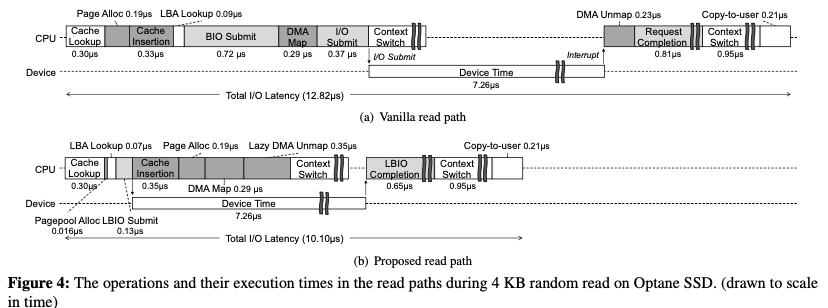 Page Alloc 0.19μs LBA Lookup 0.09μs DMA Unmap 0.23μs Copy-to-user 0.21μs
CPU Cache Lookup Cache Insertion BIO Submit DMA Map I/O Submit Context Switch Request Completion Context Switch
0.30μs 0.33μs 0.72 μs 0.29 μs 0.37 μs I/O Submit Interrupt 0.81μs 0.95μs
Device Device Time
7.26μs
Total I/O Latency (12.82μs)
(a) Vanilla read path
LBA Lookup 0.07μs Page Alloc 0.19μs Lazy DMA Unmap 0.35μs Copy-to-user 0.21μs
CPU Cache Lookup Cache Insertion Context Switch LBIO Completion Context Switch
0.30μs 0.35μs DMA Map 0.29 μs 0.65μs 0.95μs
Device Device Time
Pagepool Alloc LBIO Submit 7.26μs
0.016μs 0.13μs
Total I/O Latency (10.10μs)
(b) Proposed read path
Figure 4: The operations and their execution times in the read paths during 4 KB random read on Optane SSD. (drawn to scale
in time)